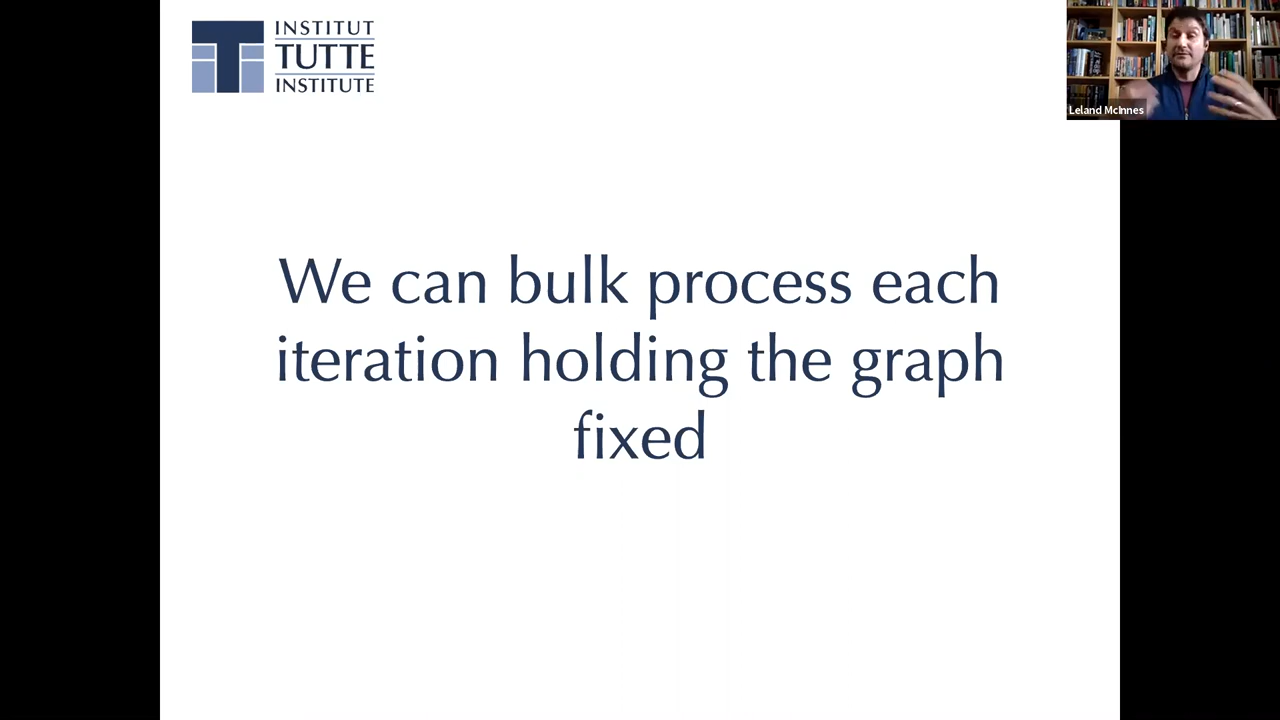 INSTITUT
TUTTE
INSTITUTE
Leland McInnes
We can bulk process each
iteration holding the graph
fixed